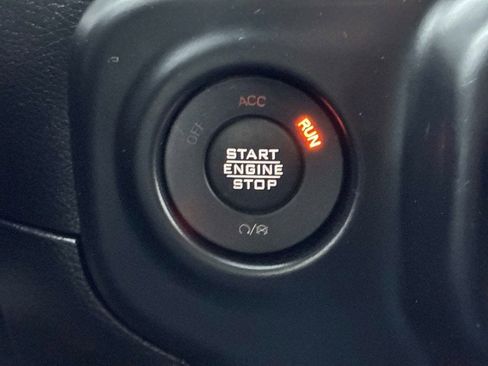 ACC
OFF
RUN
START
ENGINE
STOP